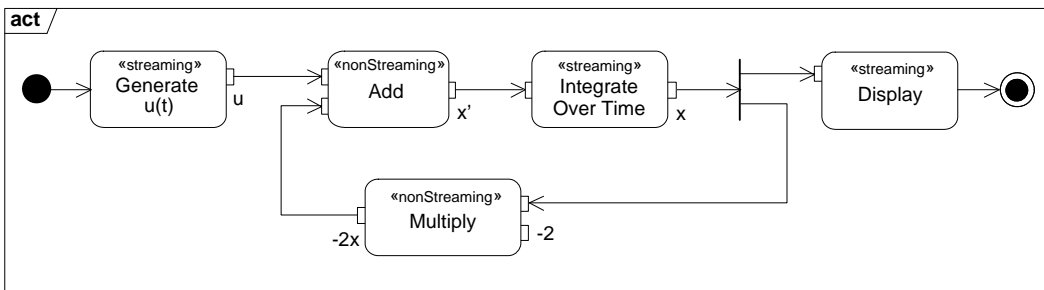 act
«streaming»
Generate
u(t)
u
«nonStreaming»
Add
x’
«streaming»
Integrate
Over Time
x
«streaming»
Display
«nonStreaming»
Multiply
-2x
-2